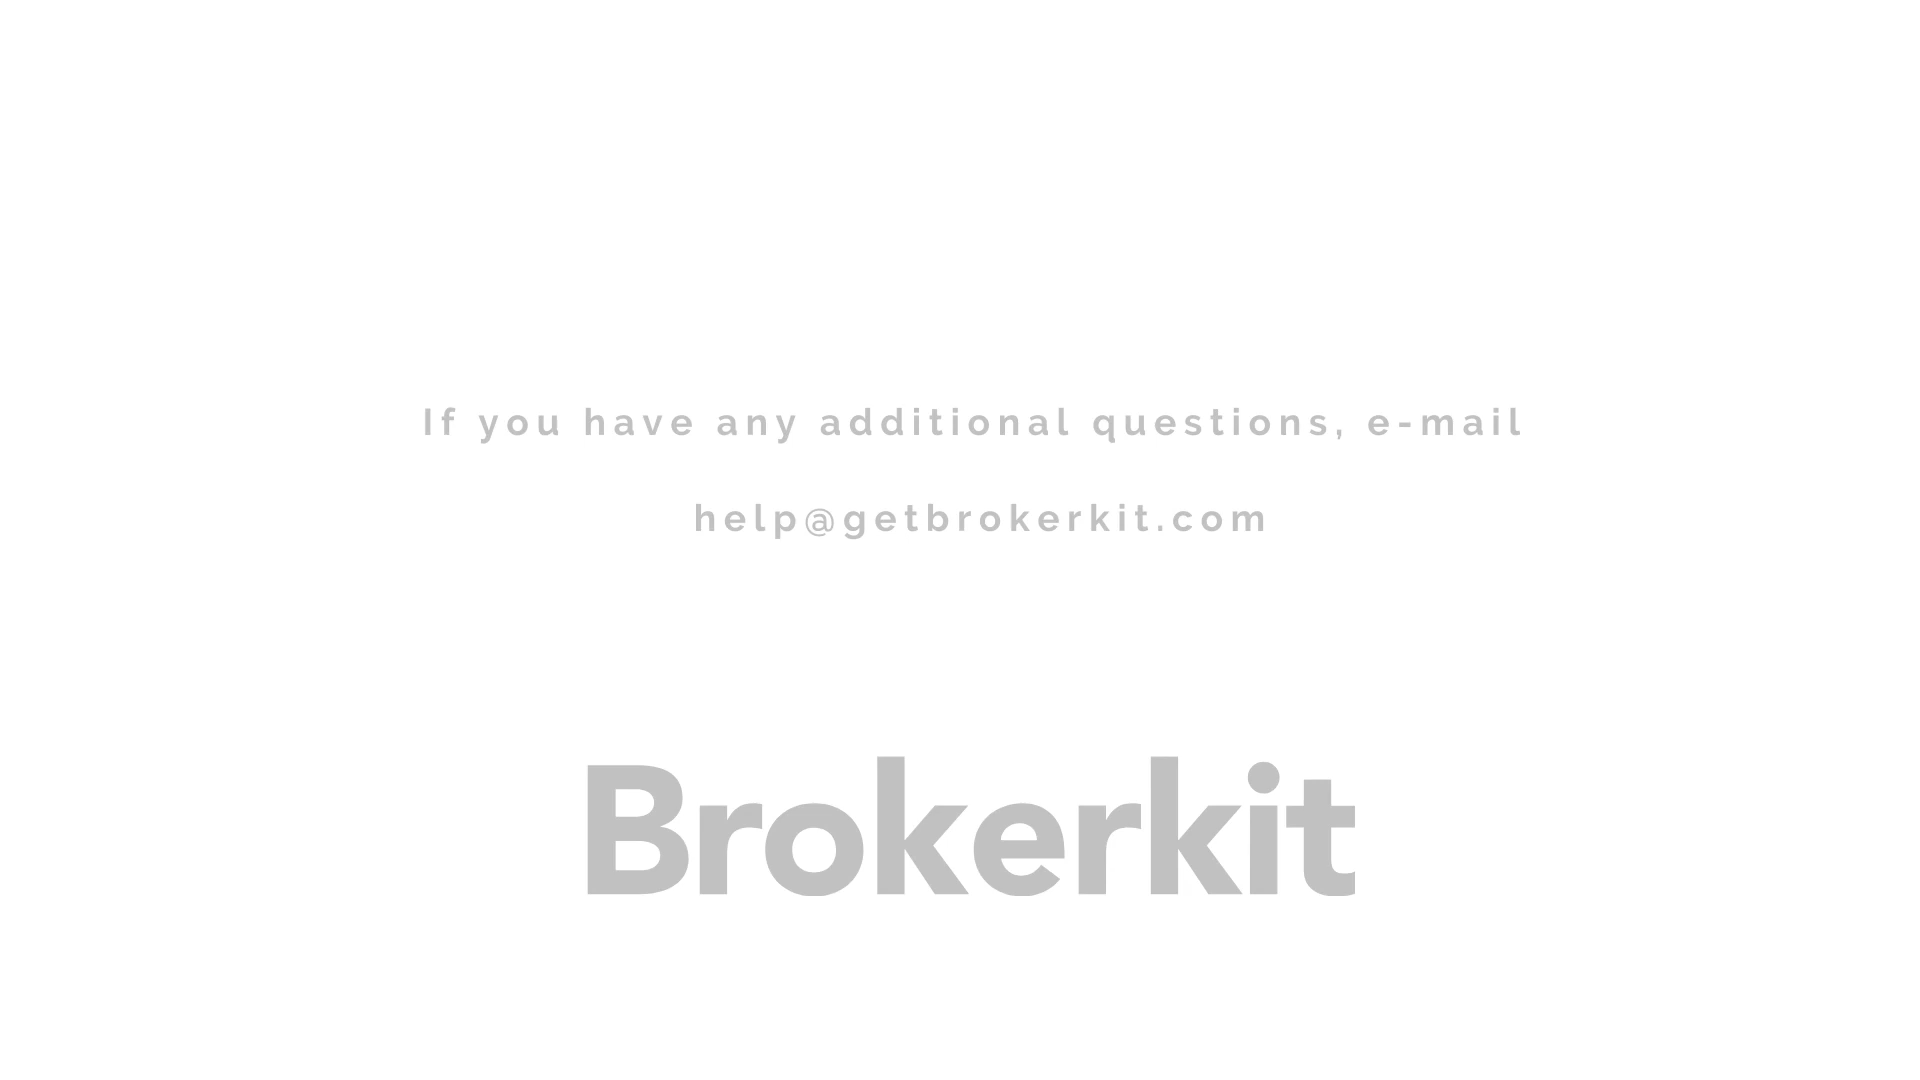 If you have any additional questions, e-mail
help@getbrokerkit.com
Brokerkit